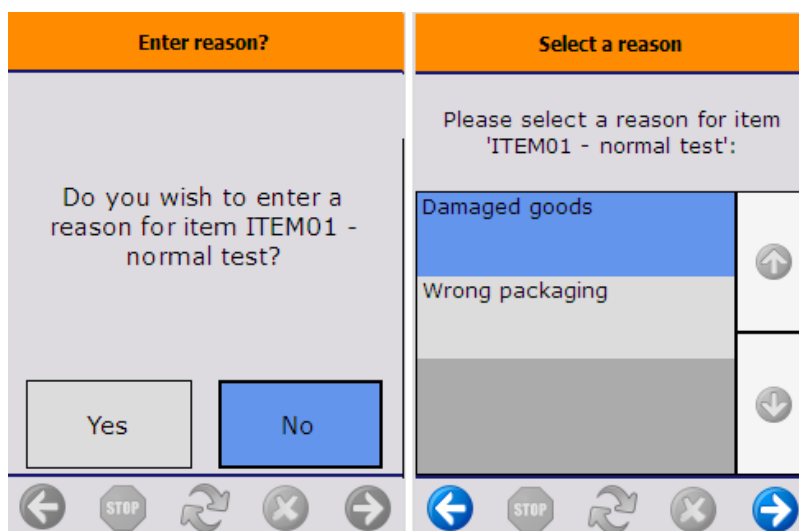 Enter reason?
Do you wish to enter a
reason for item ITEM01 -
normal test?
Yes
No
STOP
Select a reason
Please select a reason for item
'ITEM01 - normal test':
Damaged goods
Wrong packaging
STOP